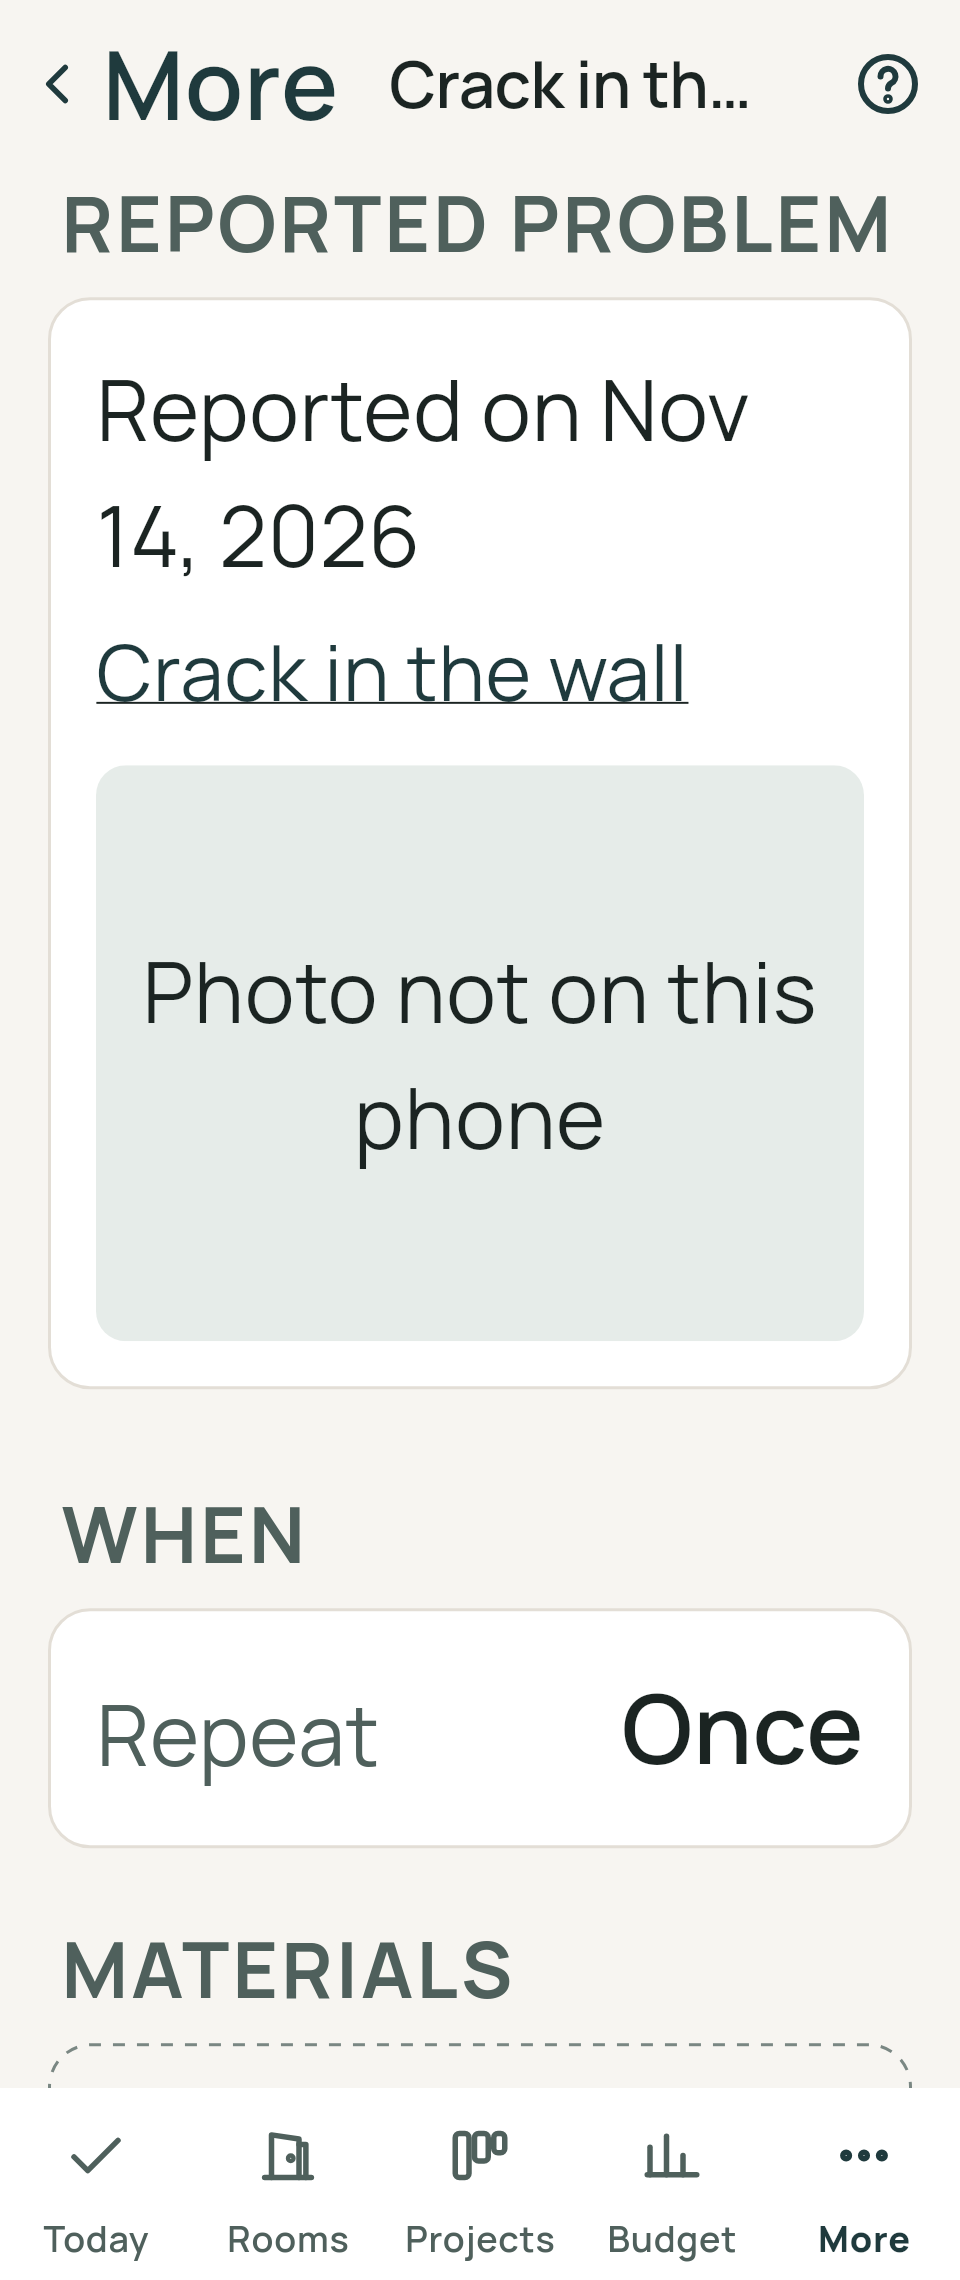 More Crack in th...
REPORTED PROBLEM
Reported on Nov
14, 2026
Crack in the wall
Photo not on this
phone
WHEN
Repeat Once
MATERIALS
Today Rooms Projects Budget More